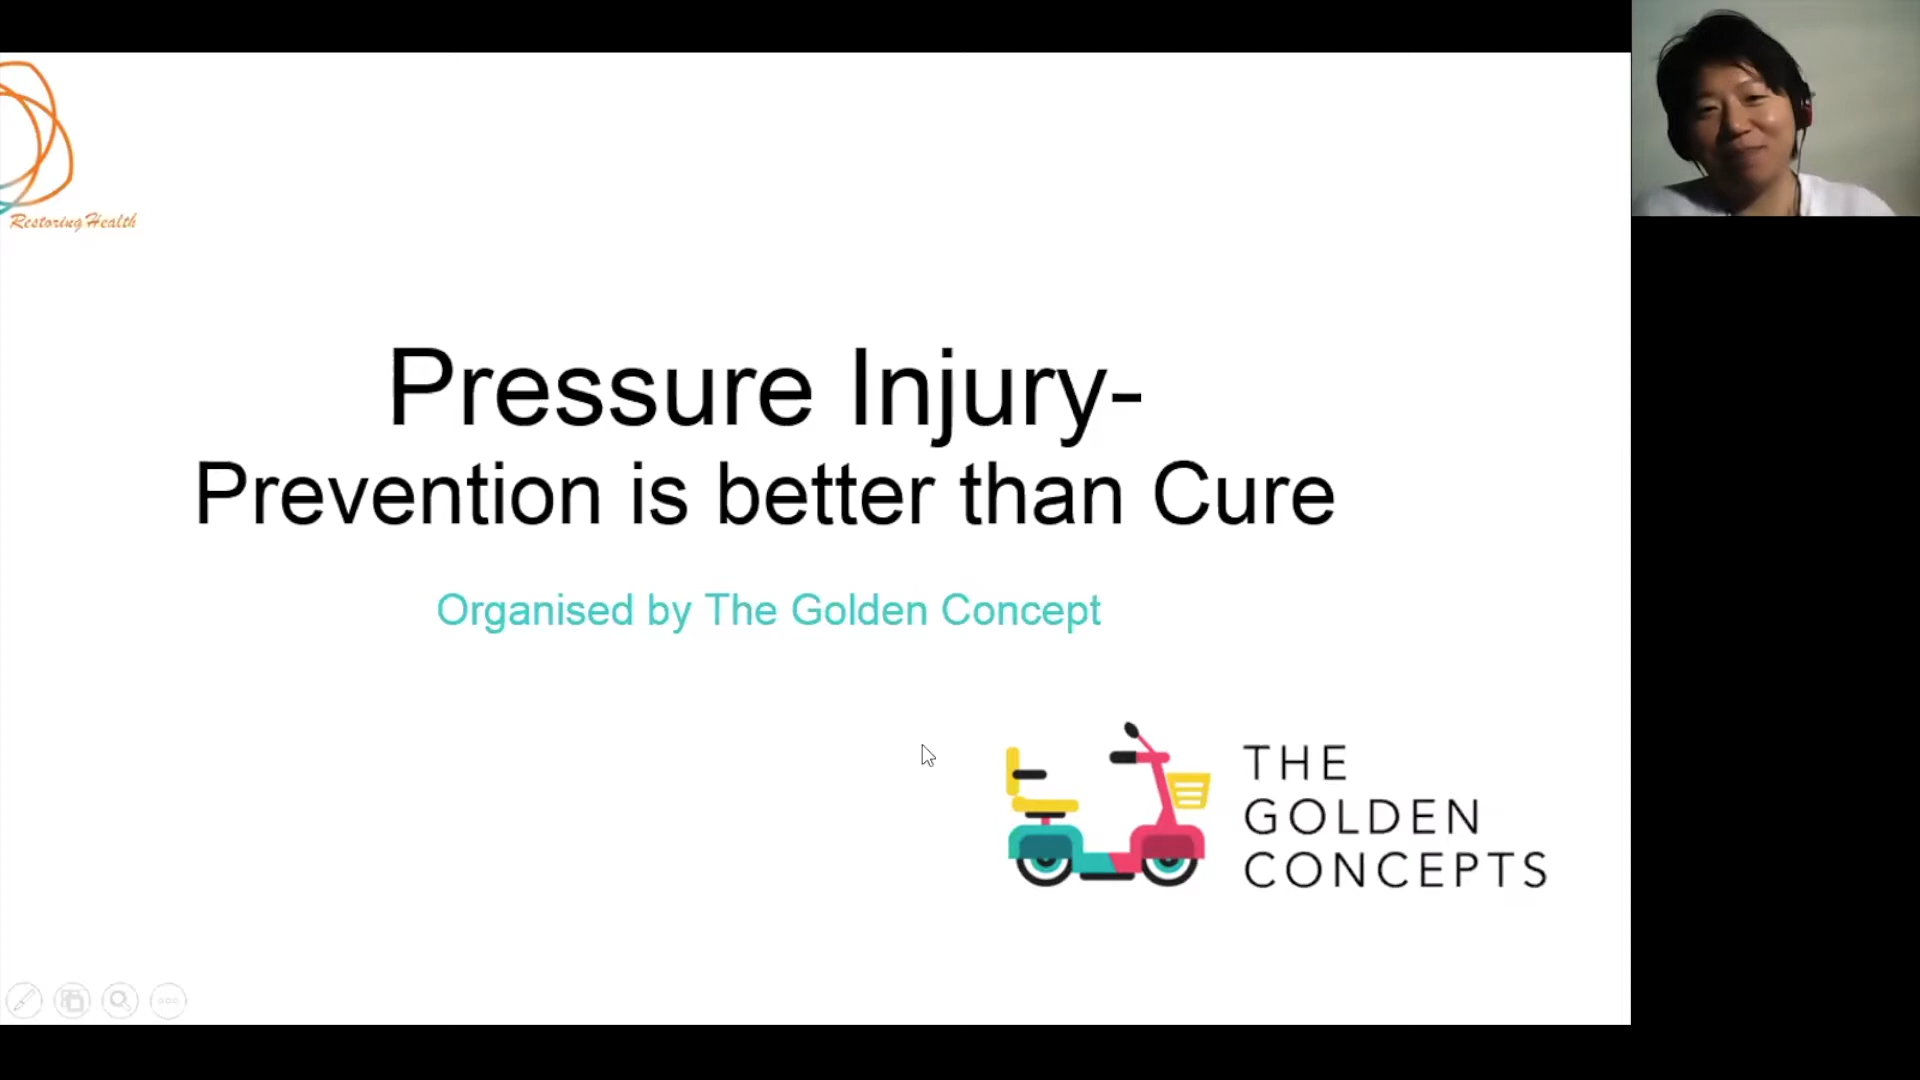 Restoring Health
Pressure Injury-
Prevention is better than Cure
Organised by The Golden Concept
THE
GOLDEN
CONCEPTS